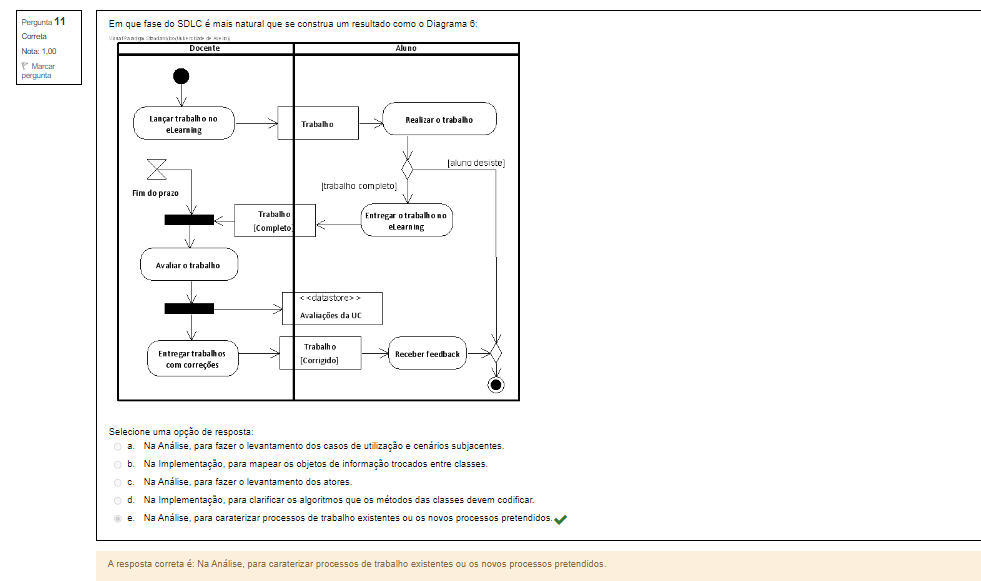 Pergunta 11
Correta
Nota: 1,00
Marcar
pergunta
Em que fase do SDLC é mais natural que se construa um resultado como o Diagrama 6:
Docente
Aluno
Lançar trabalho no
eLearning
Trabalho
Realizar o trabalho
[aluno desiste]
Fim do prazo
[trabalho completo]
Trabalho
[Completo]
Entregar o trabalho no
eLearning
Avaliar o trabalho
<<datastore>>
Avaliações da UC
Entregar trabalhos
com correções
Trabalho
[Corrigido]
Receber feedback
Selecione uma opção de resposta:
a. Na Análise, para fazer o levantamento dos casos de utilização e cenários subjacentes.
b. Na Implementação, para mapear os objetos de informação trocados entre classes.
c. Na Análise, para fazer o levantamento dos atores.
d. Na Implementação, para clarificar os algoritmos que os métodos das classes devem codificar.
e. Na Análise, para caraterizar processos de trabalho existentes ou os novos processos pretendidos.
A resposta correta é: Na Análise, para caraterizar processos de trabalho existentes ou os novos processos pretendidos.